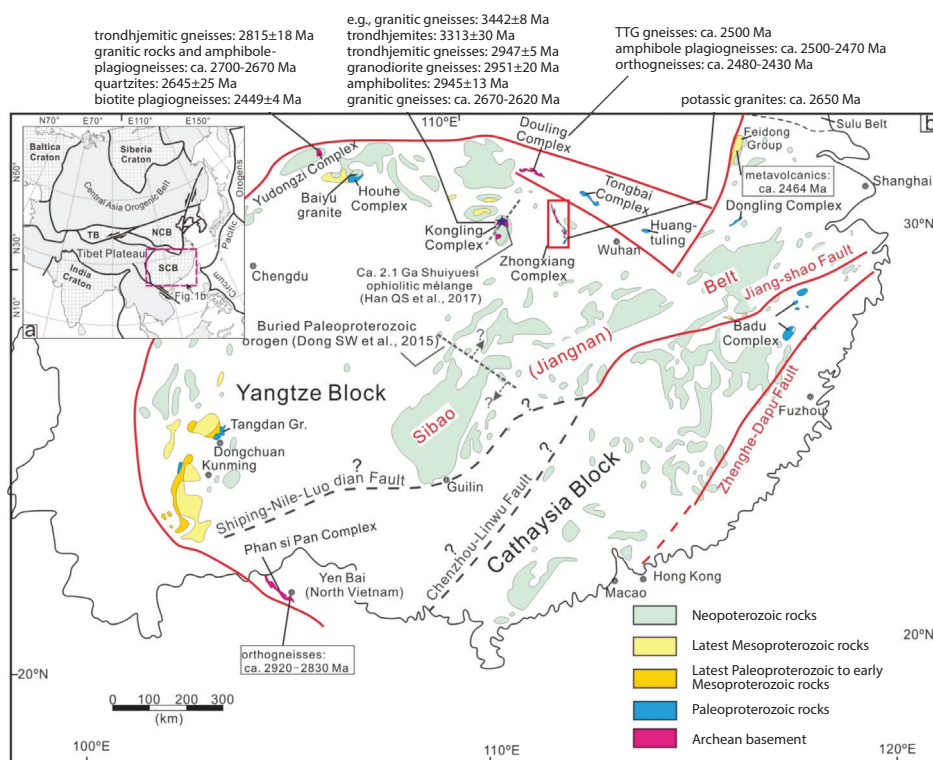 trondhjemitic gneisses: 2815±18 Ma
granitic rocks and amphibole-
plagiogneisses: ca. 2700-2670 Ma
quartzites: 2645±25 Ma
biotite plagiogneisses: 2449±4 Ma
e.g., granitic gneisses: 3442±8 Ma
trondhjemites: 3313±30 Ma
trondhjemitic gneisses: 2947±5 Ma
granodiorite gneisses: 2951±20 Ma
amphibolites: 2945±13 Ma
granitic gneisses: ca. 2670-2620 Ma
TTG gneisses: ca. 2500 Ma
amphibole plagiogneisses: ca. 2500-2470 Ma
orthogneisses: ca. 2480-2430 Ma
potassic granites: ca. 2650 Ma
110ºE
b
N70° E70° E110° E150°
Baltica
Craton
Siberia
Craton
Orogens
N50°
Central Asia Orogenic Belt
Pacific
N30°
TB
NCB
Tibet Plateau
SCB
India
Craton
Circum
N10°
Fig.1b
a
Yudongzi Complex
Baiyu
granite
Houhe
Complex
Douling
Complex
Kongling
Complex
Zhongxiang
Complex
Tongbai
Complex
Huang-
tuling
Wuhan
Sulu Belt
Feidong
Group
metavolcanics:
ca. 2464 Ma
Shanghai
Dongling Complex
30ºN
Chengdu
Ca. 2.1 Ga Shuiyuesi
ophiolitic mélange
(Han QS et al., 2017)
Buried Paleoproterozoic
orogen (Dong SW et al., 2015)
?
?
?
Belt
(Jiangnan)
Sibao
Jiang-shao Fault
Badu
Complex
Fuzhou
Zhenghe-Dapu Fault
Yangtze Block
Tangdan Gr.
Dongchuan
Kunming
?
Shiping-Nile-Luo dian Fault
Guilin
?
Chenzhou-Linwu Fault
?
Cathaysia Block
Phan si Pan Complex
Yen Bai
(North Vietnam)
orthogneisses:
ca. 2920-2830 Ma
Macao
Hong Kong
20ºN
20ºN
Neopoterozoic rocks
Latest Mesoproterozoic rocks
Latest Paleoproterozoic to early
Mesoproterozoic rocks
Paleoproterozoic rocks
Archean basement
0 100 200 300
(km)
100ºE
110ºE
120ºE